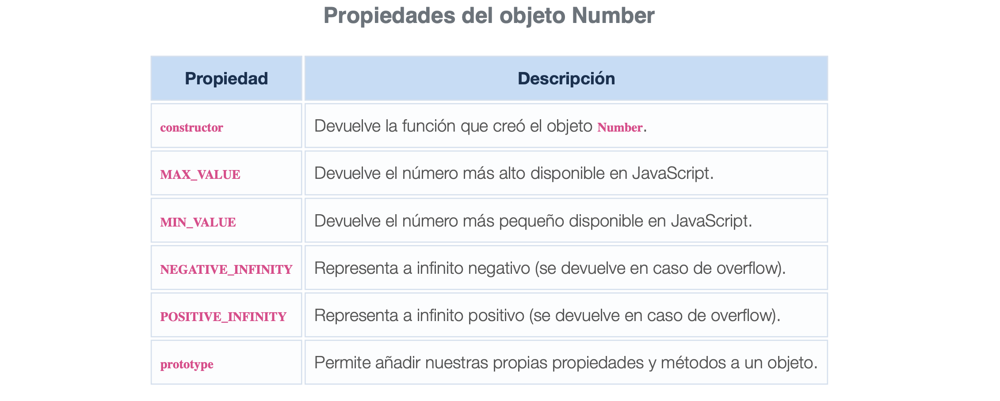 Propiedades del objeto Number
Propiedad Descripción
constructor Devuelve la función que creó el objeto Number.
MAX_VALUE Devuelve el número más alto disponible en JavaScript.
MIN_VALUE Devuelve el número más pequeño disponible en JavaScript.
NEGATIVE_INFINITY Representa a infinito negativo (se devuelve en caso de overflow).
POSITIVE_INFINITY Representa a infinito positivo (se devuelve en caso de overflow).
prototype Permite añadir nuestras propias propiedades y métodos a un objeto.